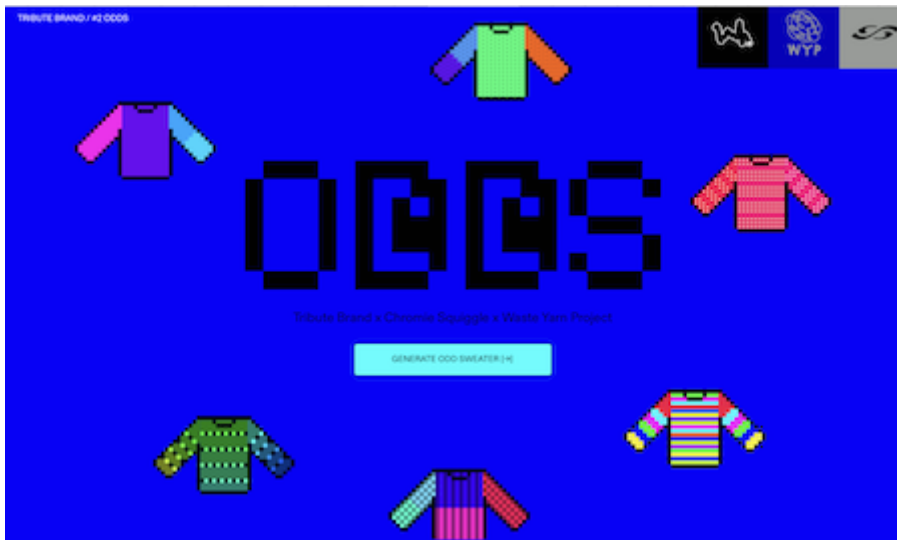 TRIBUTE BRAND / #2 ODDS
WYP
ODDS
Tribute Brand x Chromie Squiggle x Waste Yarn Project
GENERATE ODD SWEATER [→]